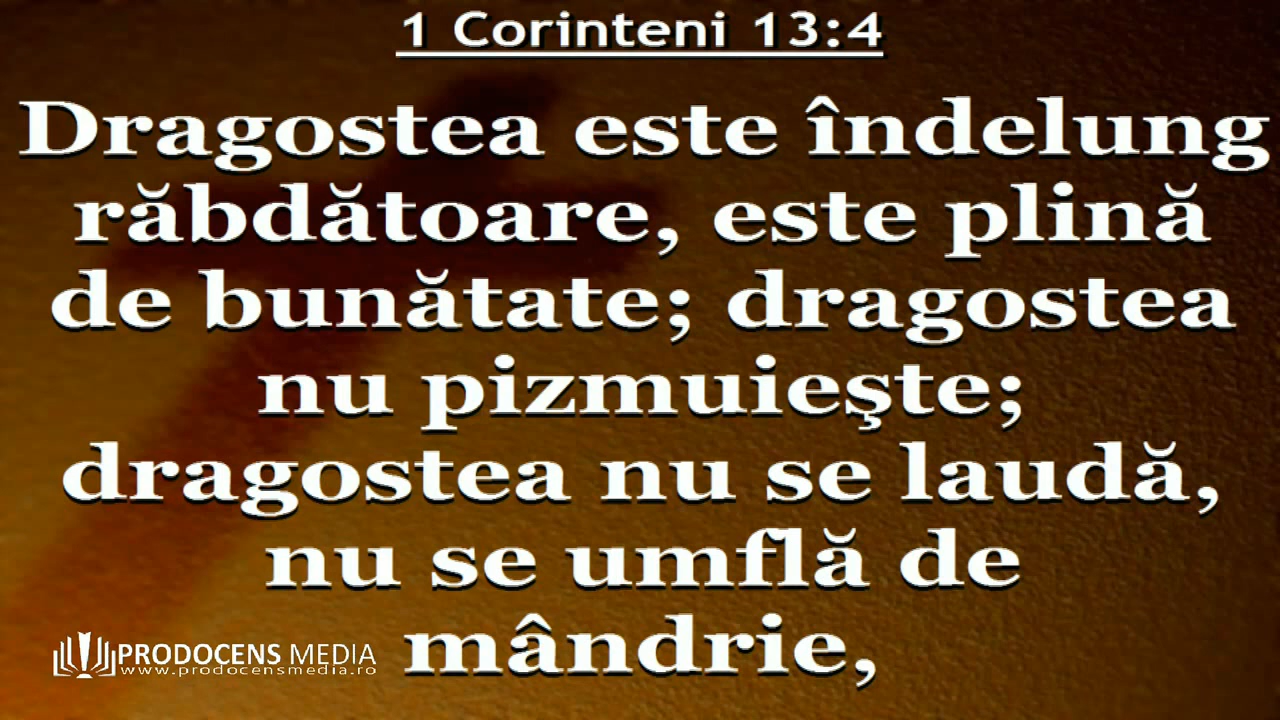 1 Corinteni 13:4
Dragostea este îndelung
răbdătoare, este plină
de bunătate; dragostea
nu pizmuieşte;
dragostea nu se laudă,
nu se umflă de
mândrie,
PRODOCENS MEDIA
www.prodocensmedia.ro